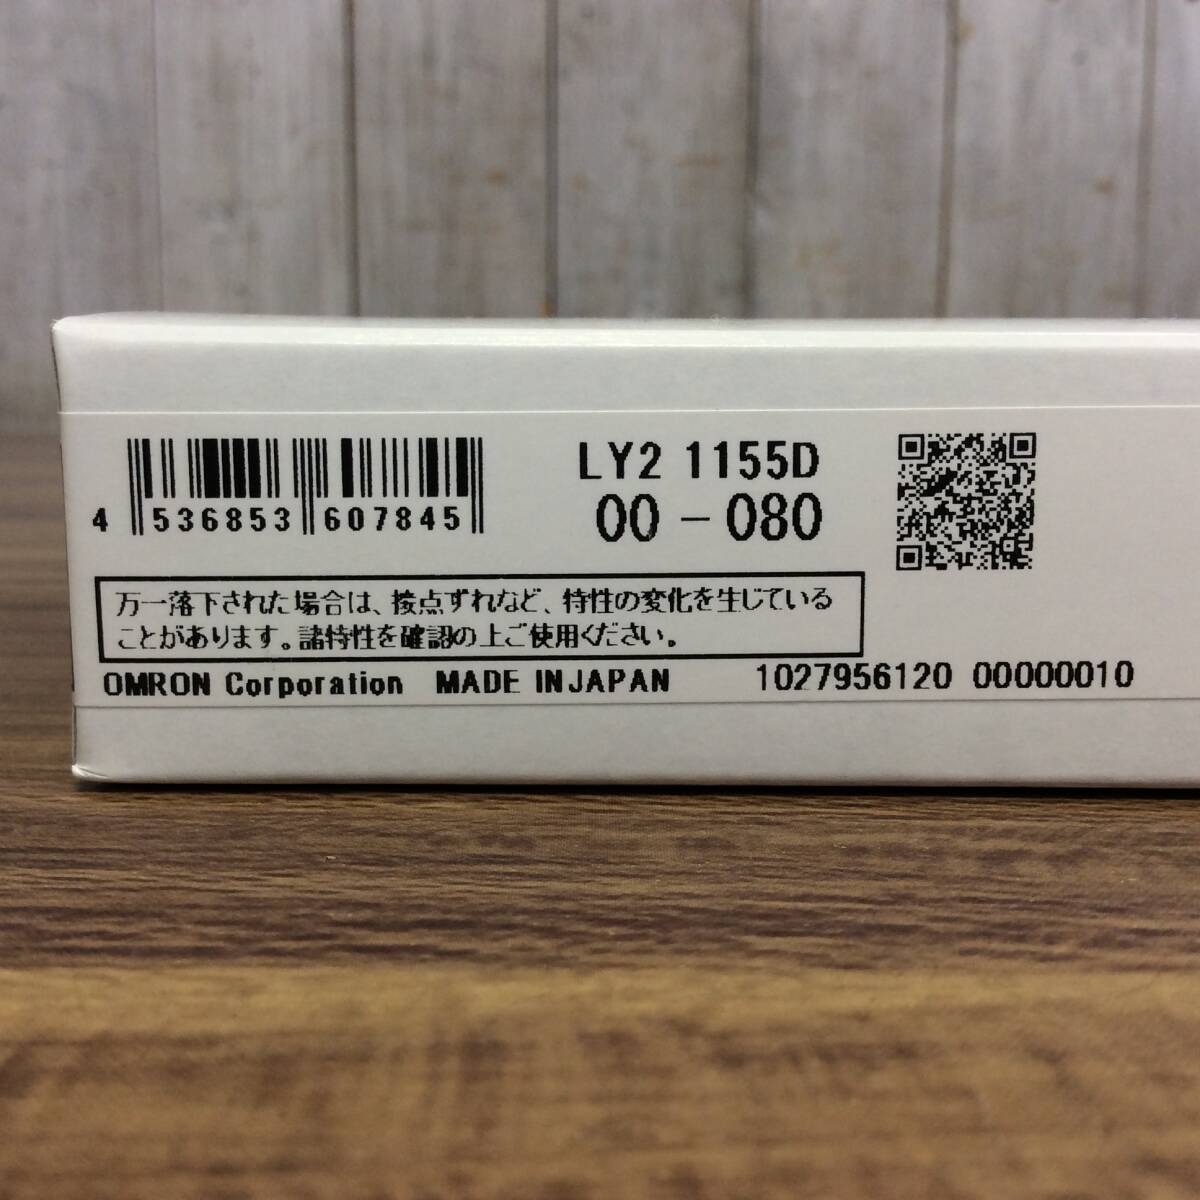 LY2 1155D
00-080
4 536853 607845
万一落下された場合は、接点ずれなど、特性の変化を生じている
ことがあります。諸特性を確認の上ご使用ください。
OMRON Corporation MADE IN JAPAN 1027956120 00000010